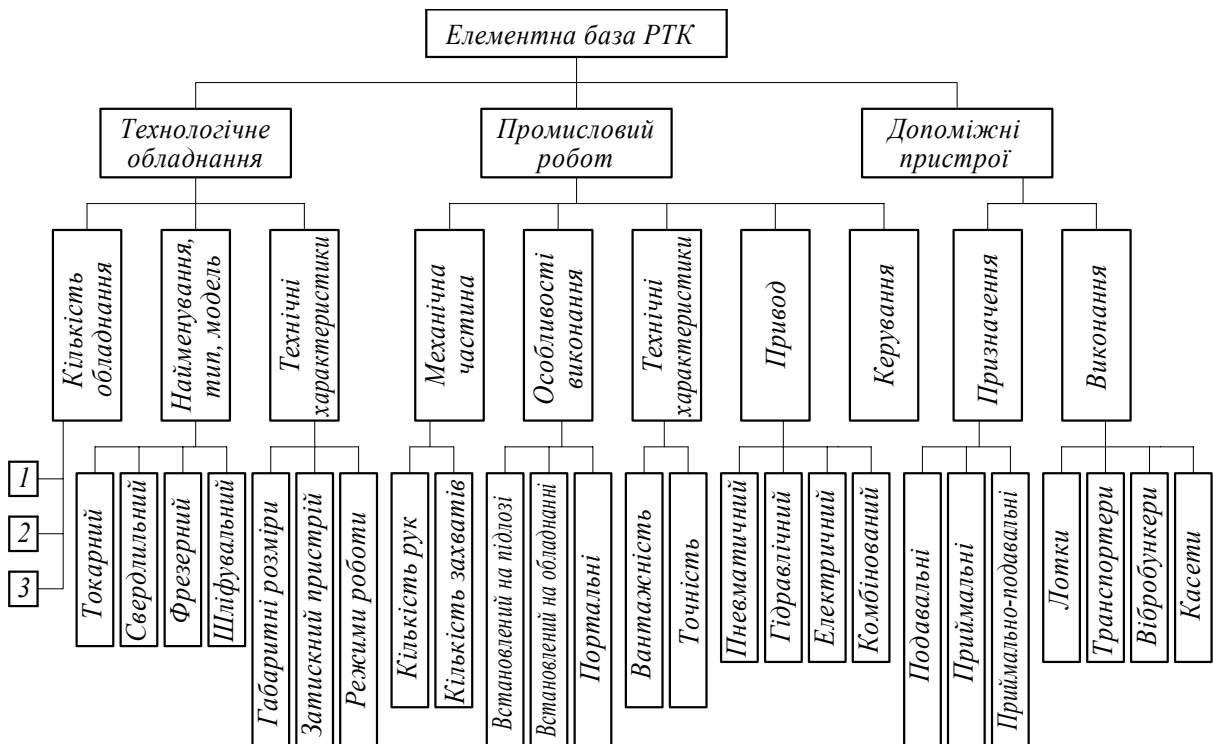 Елементна база РТК
Технологічне
обладнання
Промисловий
робот
Допоміжні
пристрої
Кількість
обладнання
Найменування,
тип, модель
Технічні
характеристики
Механічна
частина
Особливості
виконання
Технічні
характеристики
Привод
Керування
Призначення
Виконання
1
2
3
Токарний
Свердлильний
Фрезерний
Шліфувальний
Габаритні розміри
Затискний пристрій
Режими роботи
Кількість рук
Кількість захватів
Встановлений на підлозі
Встановлений на обладнанні
Портальні
Вантажність
Точність
Пневматичний
Гідравлічний
Електричний
Комбінований
Подавальні
Приймальні
Приймально-подавальні
Лотки
Транспортери
Вібробункери
Касети